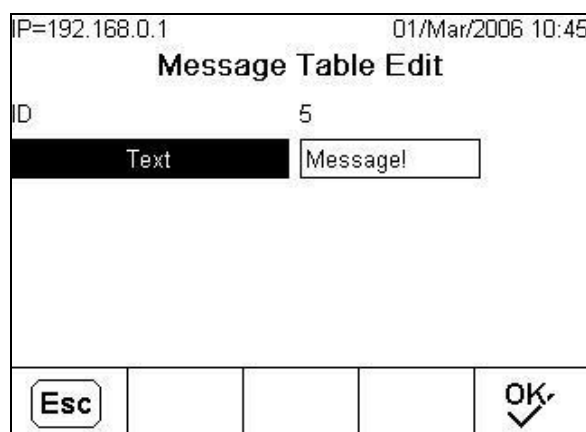 IP=192.168.0.1 01/Mar/2006 10:45
Message Table Edit
ID 5
Text Message!
Esc OK